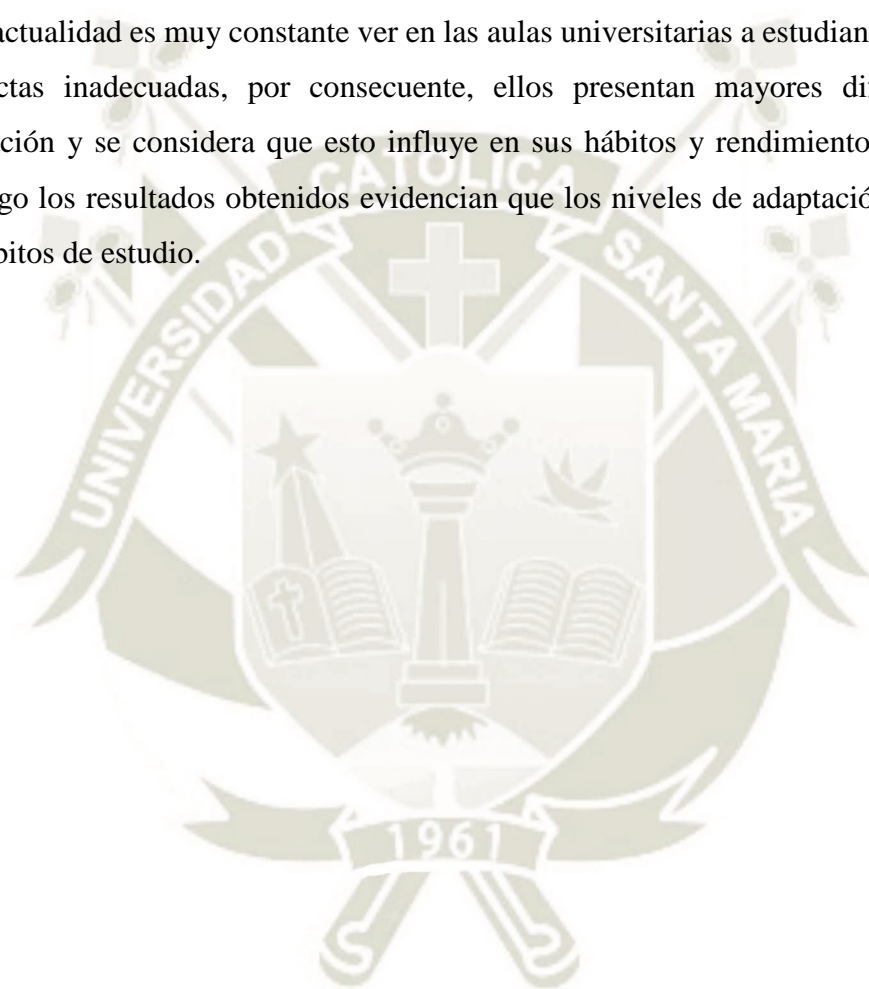 actualidad es muy constante ver en las aulas universitarias a estudian
ctas inadecuadas, por consecuente, ellos presentan mayores di
ción y se considera que esto influye en sus hábitos y rendimiento
go los resultados obtenidos evidencian que los niveles de adaptació
bitos de estudio.
UNIVERSIDAD
CATOLICA
SANTA MARIA
1961